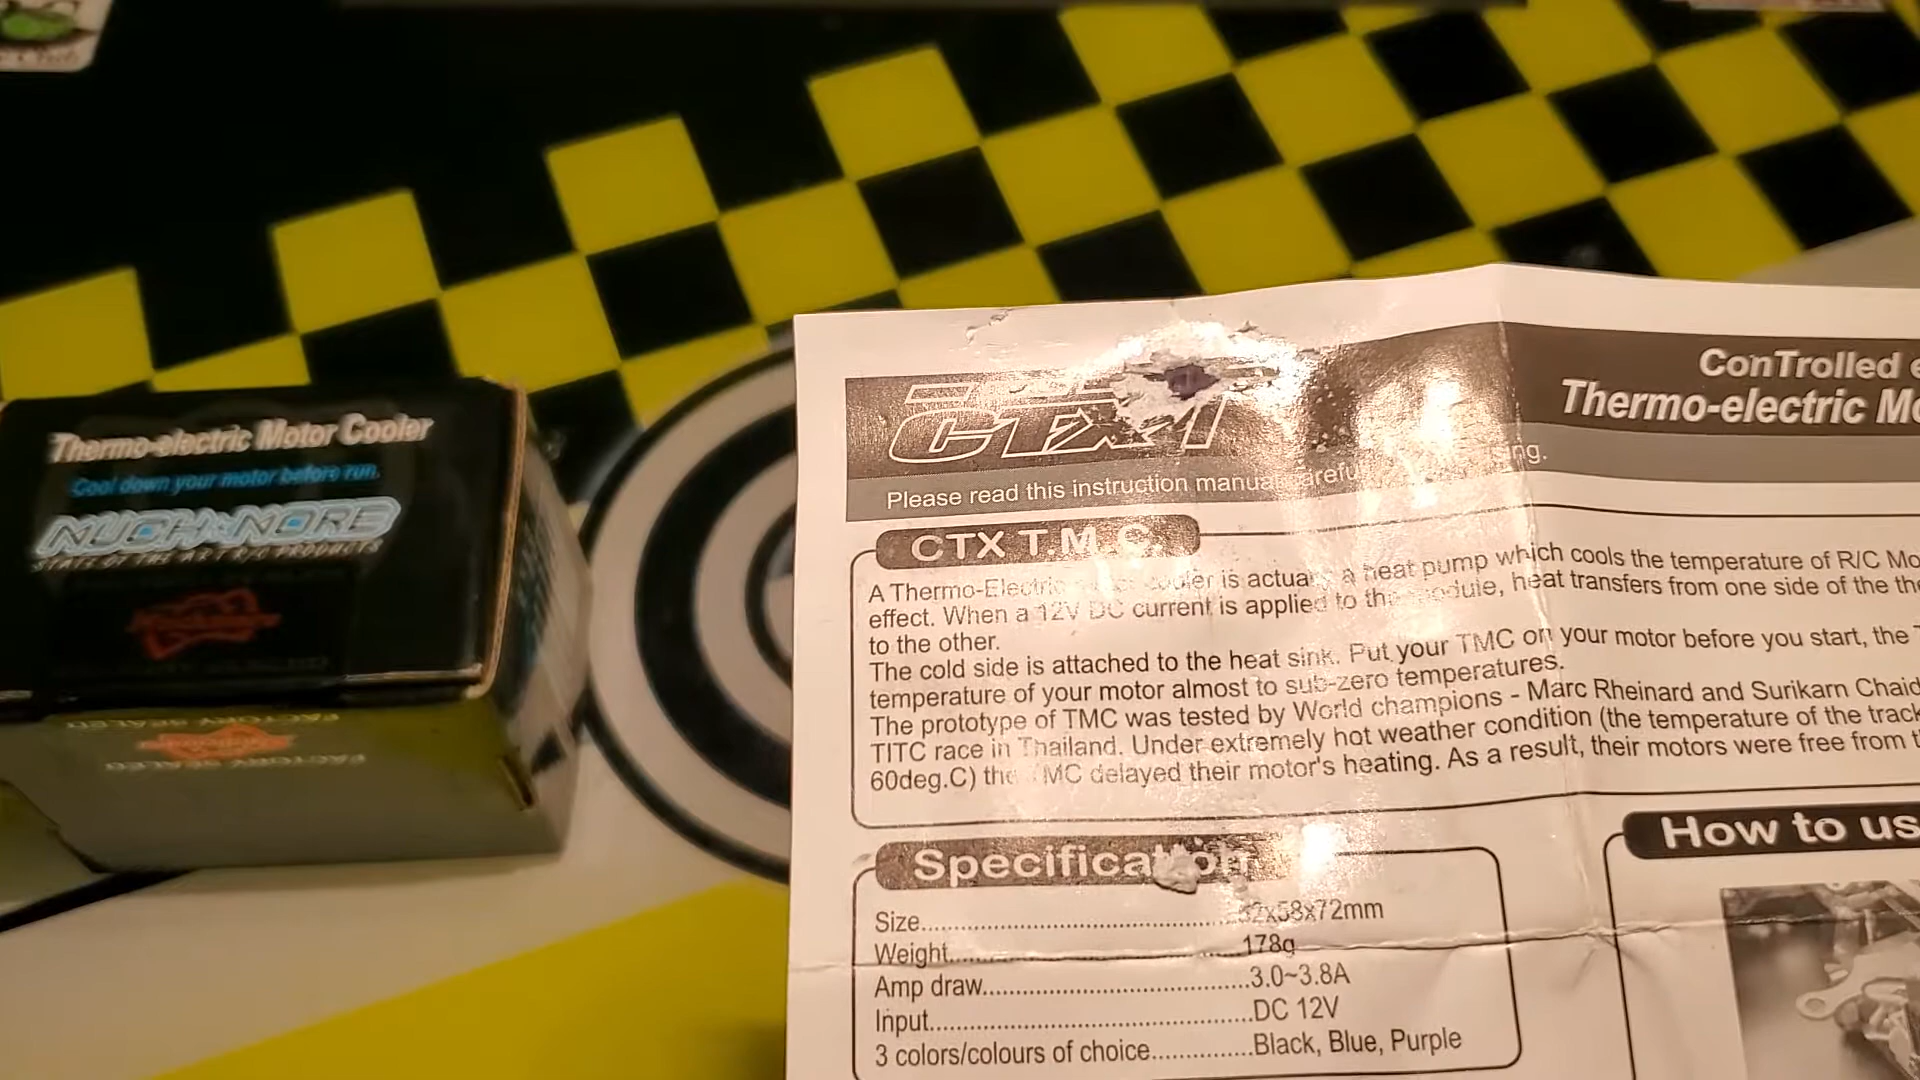 Thermo-electric Motor Cooler
Cool down your motor before run.
MUCH-MORE
STATE OF THE ART R/C PRODUCTS
FACTORY SEALED
ConTrolled
Thermo-electric
Please read this instruction manual
CTX T.M.C.
A Thermo-Electric cooler is actually a heat pump which cools the temperature of R/C
effect. When a 12V DC current is applied to the module, heat transfers from one side of the
to the other.
The cold side is attached to the heat sink. Put your TMC on your motor before you start, the
temperature of your motor almost to sub-zero temperatures.
The prototype of TMC was tested by World champions - Marc Rheinard and Surikarn
TITC race in Thailand. Under extremely hot weather condition (the temperature of the track
60deg.C) the TMC delayed their motor's heating. As a result, their motors were free from
Specification
How to
Size..........x58x72mm
Weight..........178g
Amp draw..........3.0~3.8A
Input..........DC 12V
3 colors/colours of choice..........Black, Blue, Purple